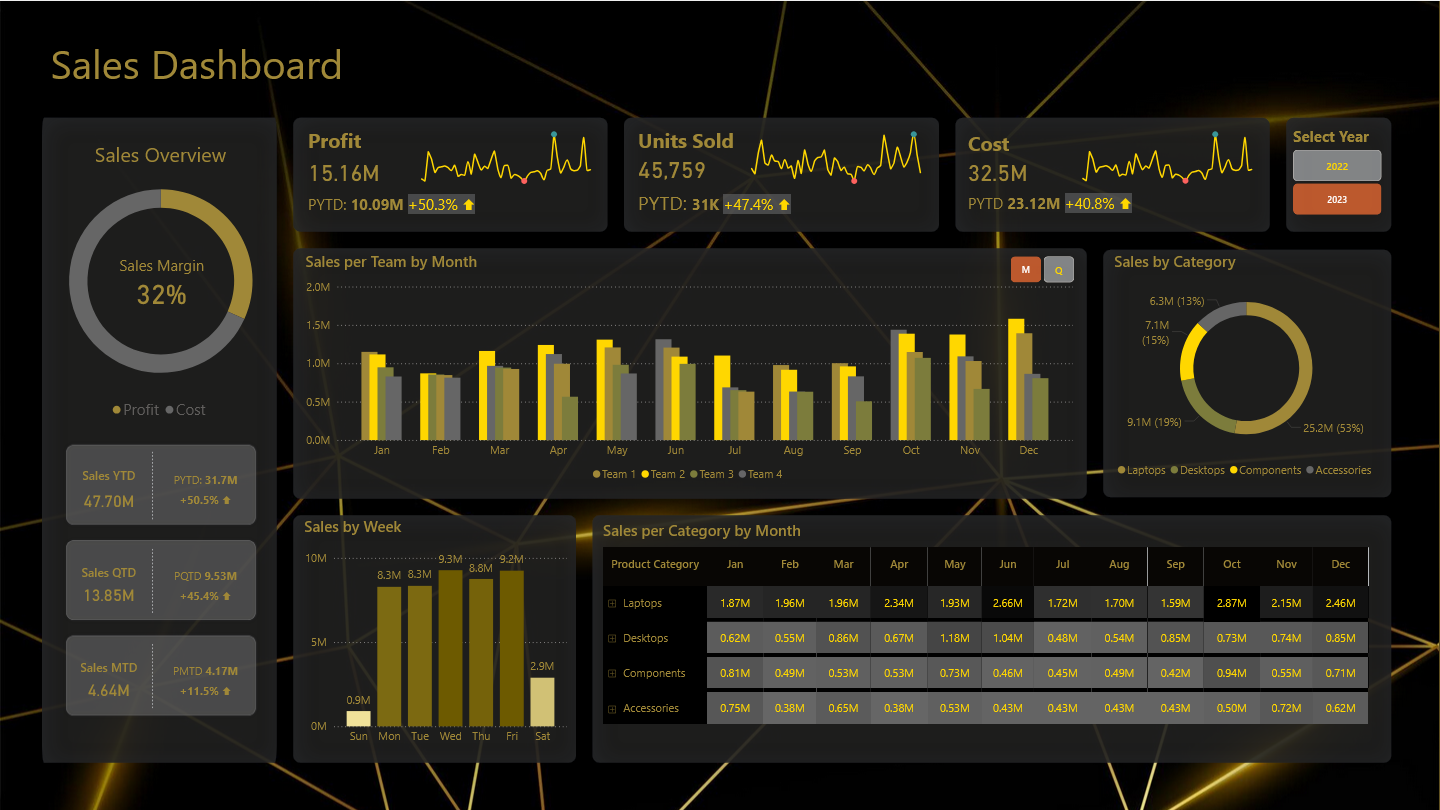 Sales Dashboard
Sales Overview
Sales Margin
32%
Profit Cost
Sales YTD
47.70M
PYTD: 31.7M
+50.5%
Sales QTD
13.85M
PQTD 9.53M
+45.4%
Sales MTD
4.64M
PMTD 4.17M
+11.5%
Profit
15.16M
PYTD: 10.09M +50.3%
Units Sold
45,759
PYTD: 31K +47.4%
Cost
32.5M
PYTD 23.12M +40.8%
Select Year
2022
2023
Sales per Team by Month
M Q
2.0M
1.5M
1.0M
0.5M
0.0M
Jan Feb Mar Apr May Jun Jul Aug Sep Oct Nov Dec
Team 1 Team 2 Team 3 Team 4
Sales by Category
6.3M (13%)
7.1M
(15%)
9.1M (19%)
25.2M (53%)
Laptops Desktops Components Accessories
Sales by Week
10M
5M
0M
0.9M 8.3M 8.3M 9.3M 8.8M 9.2M 2.9M
Sun Mon Tue Wed Thu Fri Sat
Sales per Category by Month
Product Category Jan Feb Mar Apr May Jun Jul Aug Sep Oct Nov Dec
Laptops 1.87M 1.96M 1.96M 2.34M 1.93M 2.66M 1.72M 1.70M 1.59M 2.87M 2.15M 2.46M
Desktops 0.62M 0.55M 0.86M 0.67M 1.18M 1.04M 0.48M 0.54M 0.85M 0.73M 0.74M 0.85M
Components 0.81M 0.49M 0.53M 0.53M 0.73M 0.46M 0.45M 0.49M 0.42M 0.94M 0.55M 0.71M
Accessories 0.75M 0.38M 0.65M 0.38M 0.53M 0.43M 0.43M 0.43M 0.43M 0.50M 0.72M 0.62M